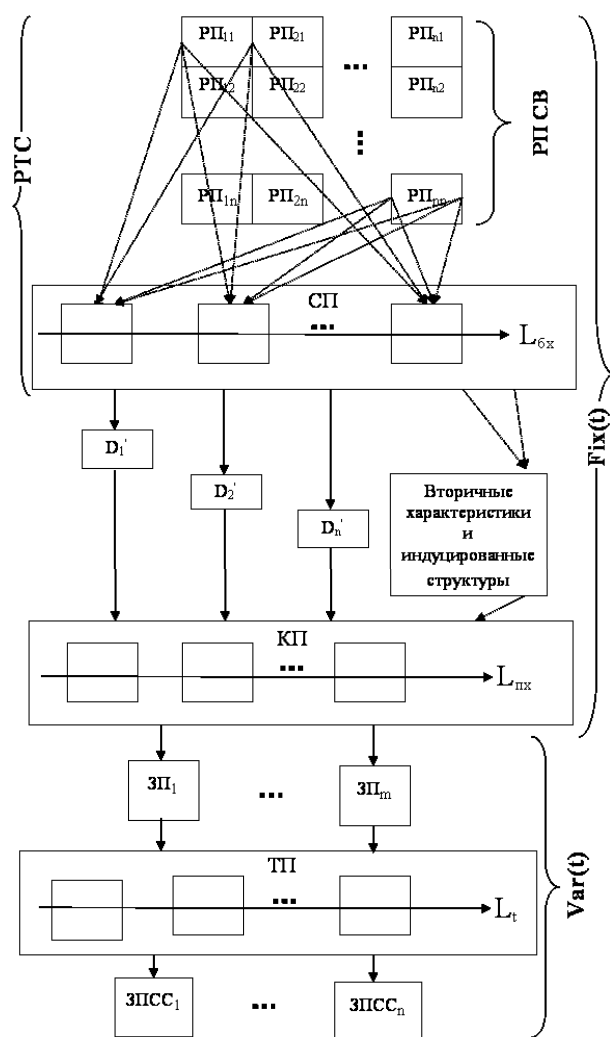 РП11 РП21 ... РПn1
РП12 РП22 РПn2
...
РП1n РП2n РПnn
РП СВ
РТС
СП
... Lбх
Fix(t)
D1'
D2'
Dn'
Вторичные
характеристики
и
индуцированные
структуры
КП
... Lпх
ЗП1 ... ЗПm
ТП
... Lt
Var(t)
ЗПСС1 ... ЗПССn